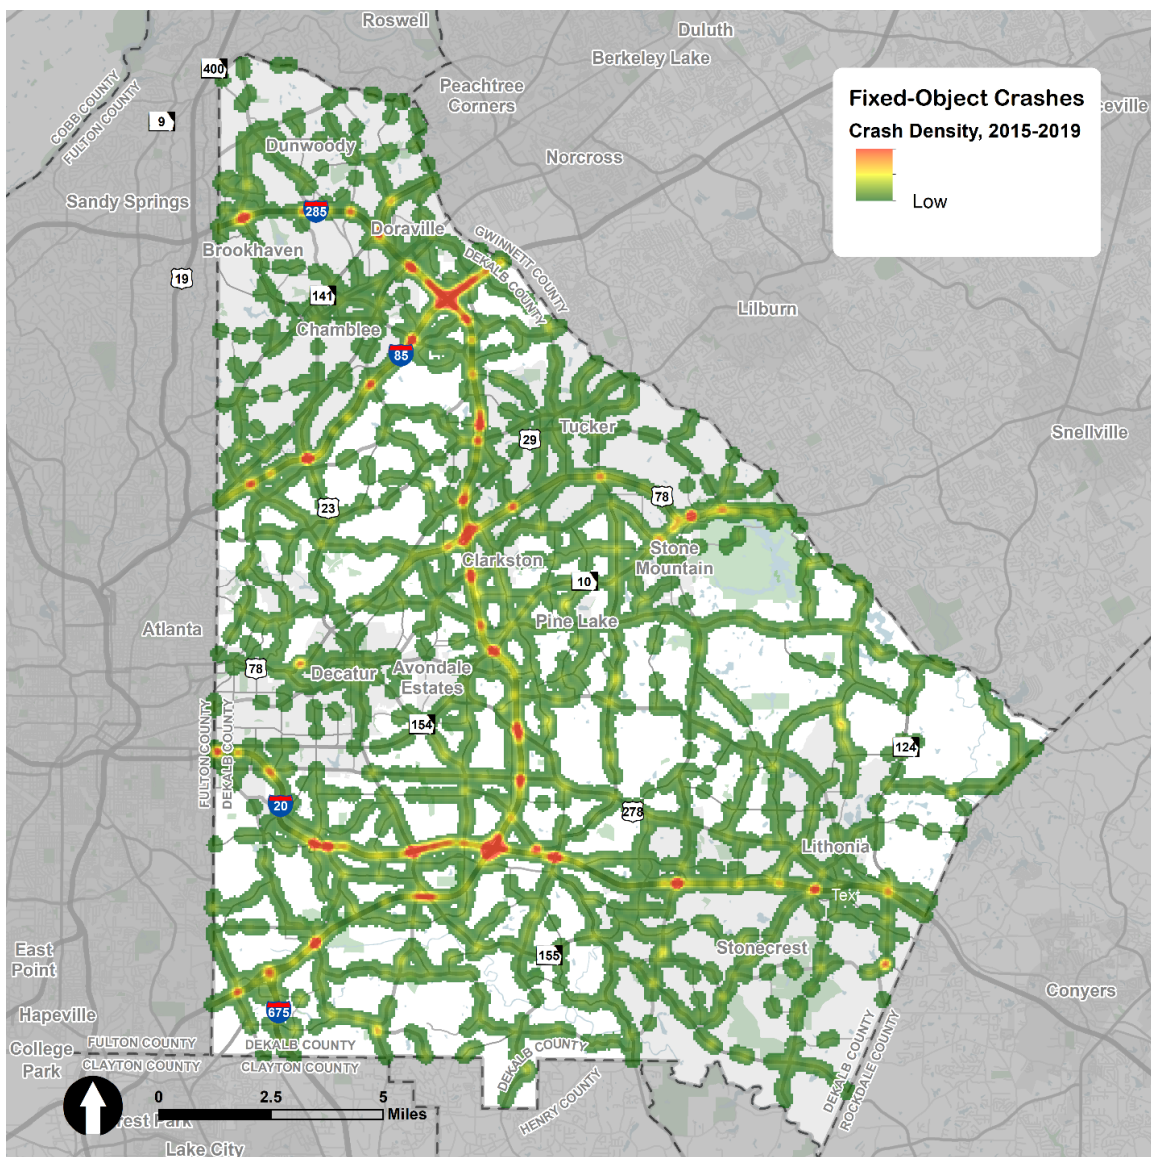 Roswell
Duluth
Berkeley Lake
400
Peachtree
Corners
Fixed-Object Crashes
Crash Density, 2015-2019
Low
ceville
COBB COUNTY
FULTON COUNTY
9
Dunwoody
Norcross
Sandy Springs
285
Doraville
Brookhaven
GWINNETT COUNTY
DEKALB COUNTY
19
141
Lilburn
Chamblee
85
Tucker
29
Snellville
78
23
Clarkston
Stone
Mountain
10
Pine Lake
Atlanta
78
Decatur
Avondale
Estates
154
124
FULTON COUNTY
DEKALB COUNTY
20
278
Lithonia
Text
East
Point
155
Stonecrest
Conyers
Hapeville
675
College
Park
FULTON COUNTY
CLAYTON COUNTY
DEKALB COUNTY
CLAYTON COUNTY
DEKALB COUNTY
HENRY COUNTY
DEKALB COUNTY
ROCKDALE COUNTY
0
2.5
5
Miles
rest Park
Lake City